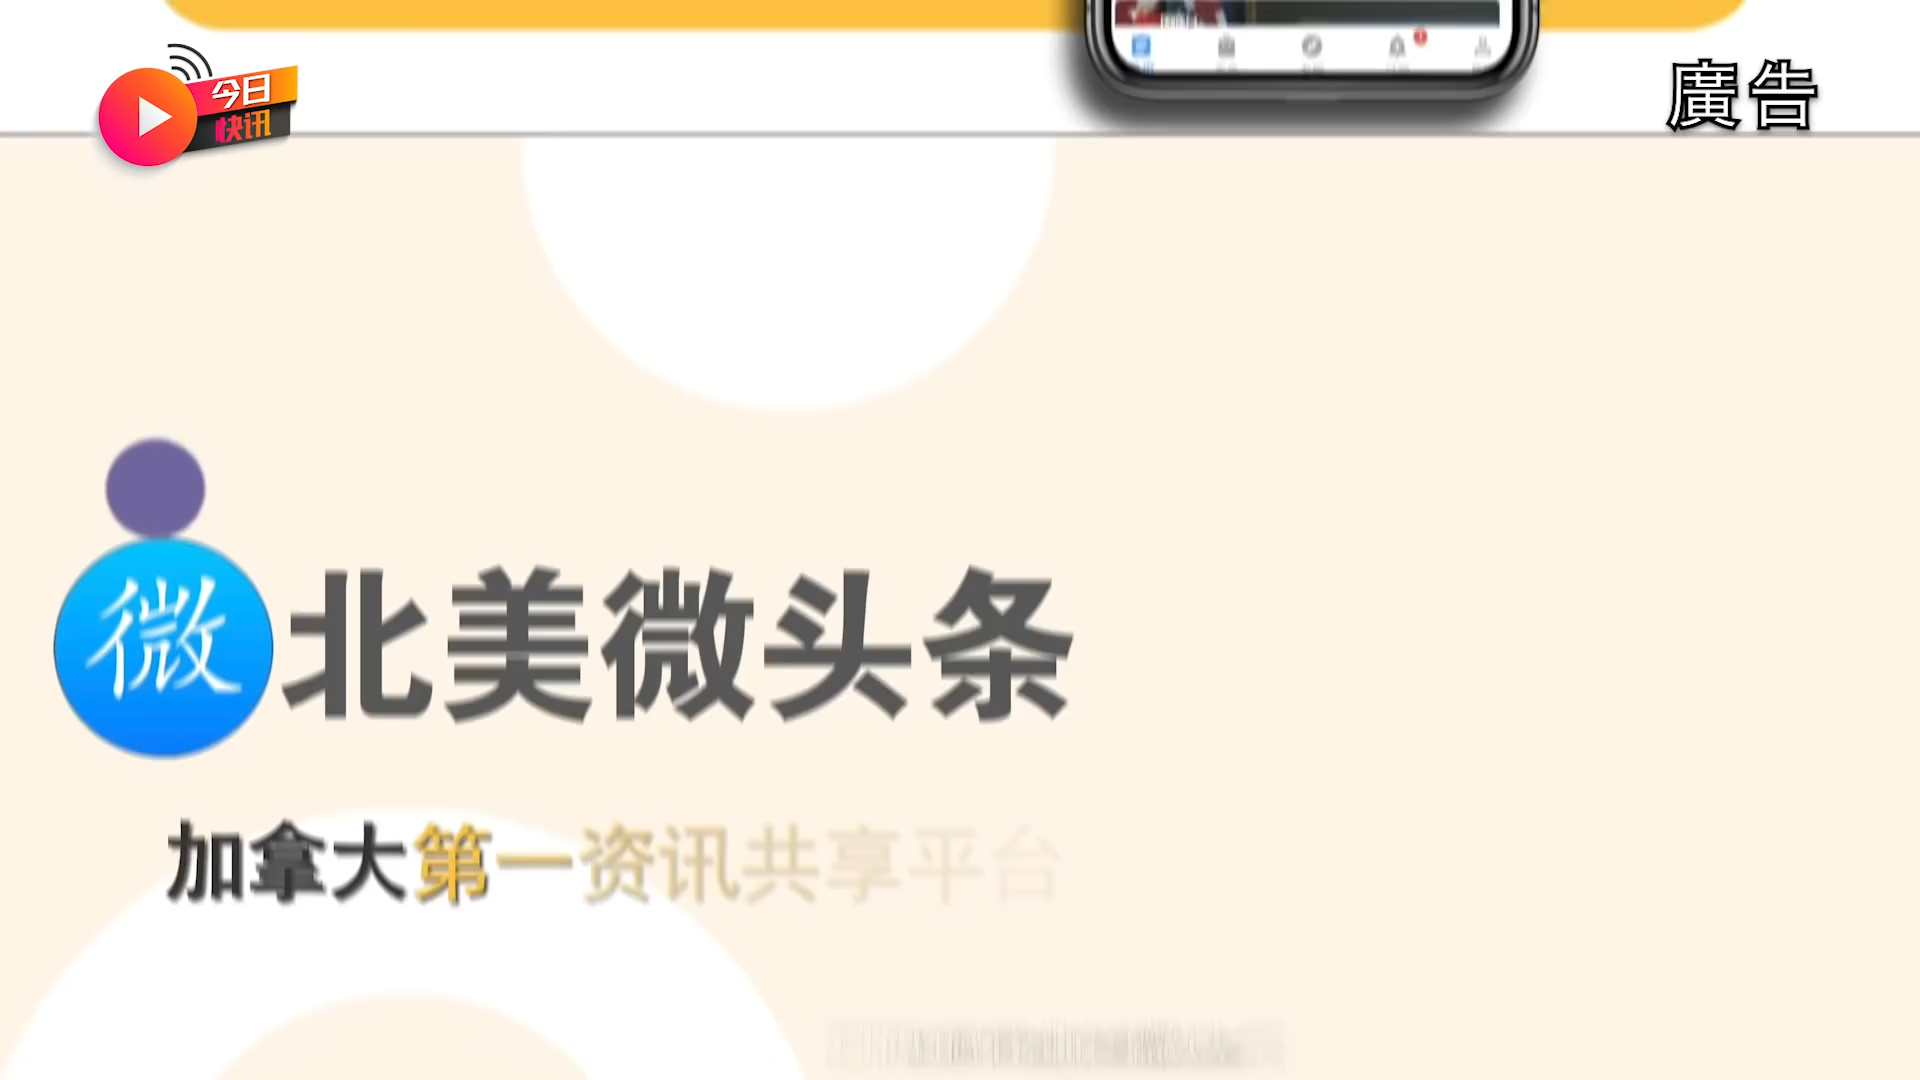 今日
快讯
廣告
微
北美微头条
加拿大第一资讯共享平台